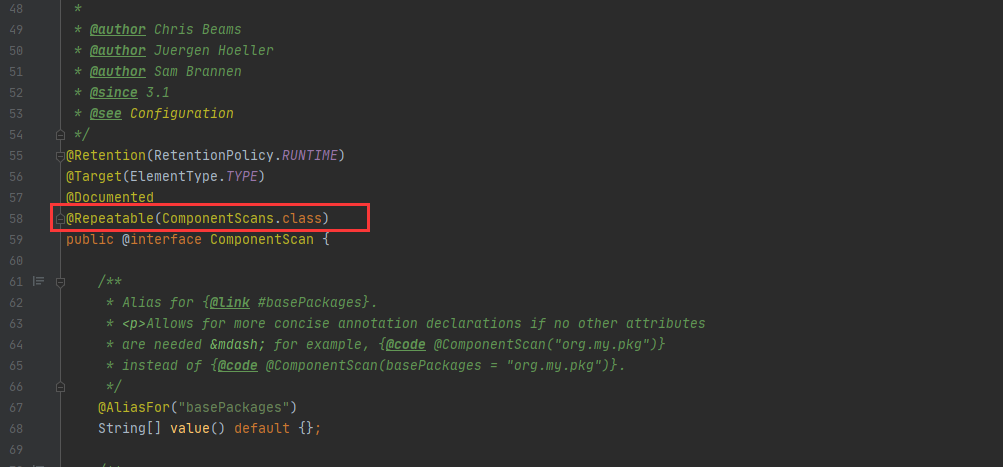 48 *
49 * @author Chris Beams
50 * @author Juergen Hoeller
51 * @author Sam Brannen
52 * @since 3.1
53 * @see Configuration
54 */
55 @Retention(RetentionPolicy.RUNTIME)
56 @Target(ElementType.TYPE)
57 @Documented
58 @Repeatable(ComponentScans.class)
59 public @interface ComponentScan {
60
61 /**
62 * Alias for {@link #basePackages}.
63 * <p>Allows for more concise annotation declarations if no other attributes
64 * are needed &mdash; for example, {@code @ComponentScan("org.my.pkg")}
65 * instead of {@code @ComponentScan(basePackages = "org.my.pkg")}.
66 */
67 @AliasFor("basePackages")
68 String[] value() default {};
69